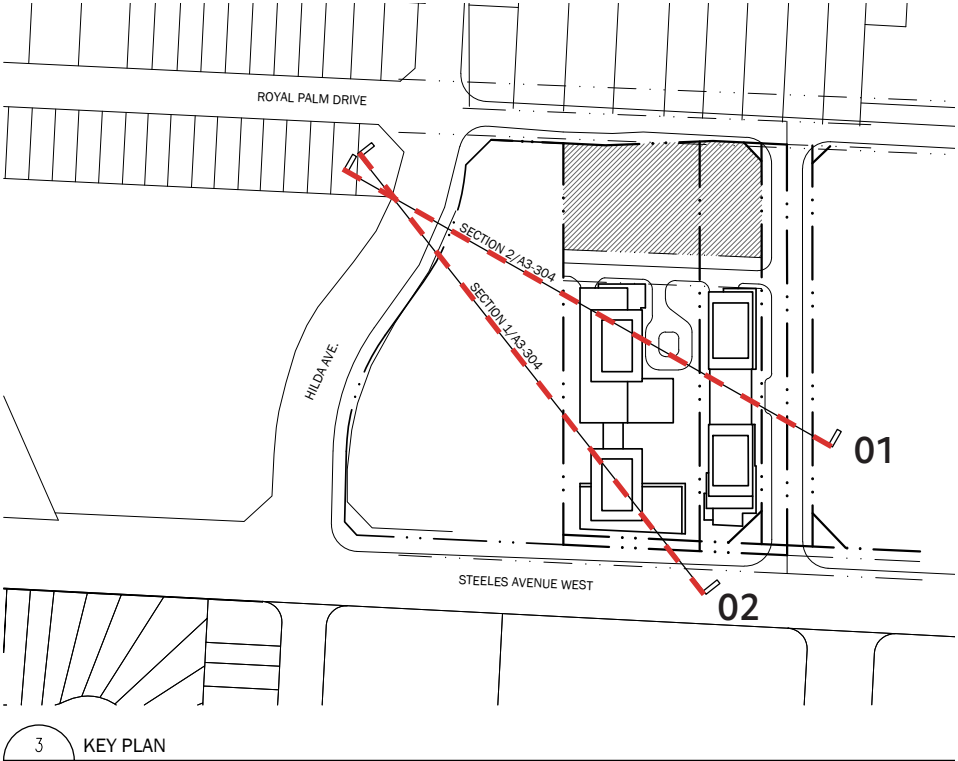 ROYAL PALM DRIVE
SECTION 2/A3-304
SECTION 1/A3-304
HILDA AVE.
01
STEELES AVENUE WEST
02
3 KEY PLAN